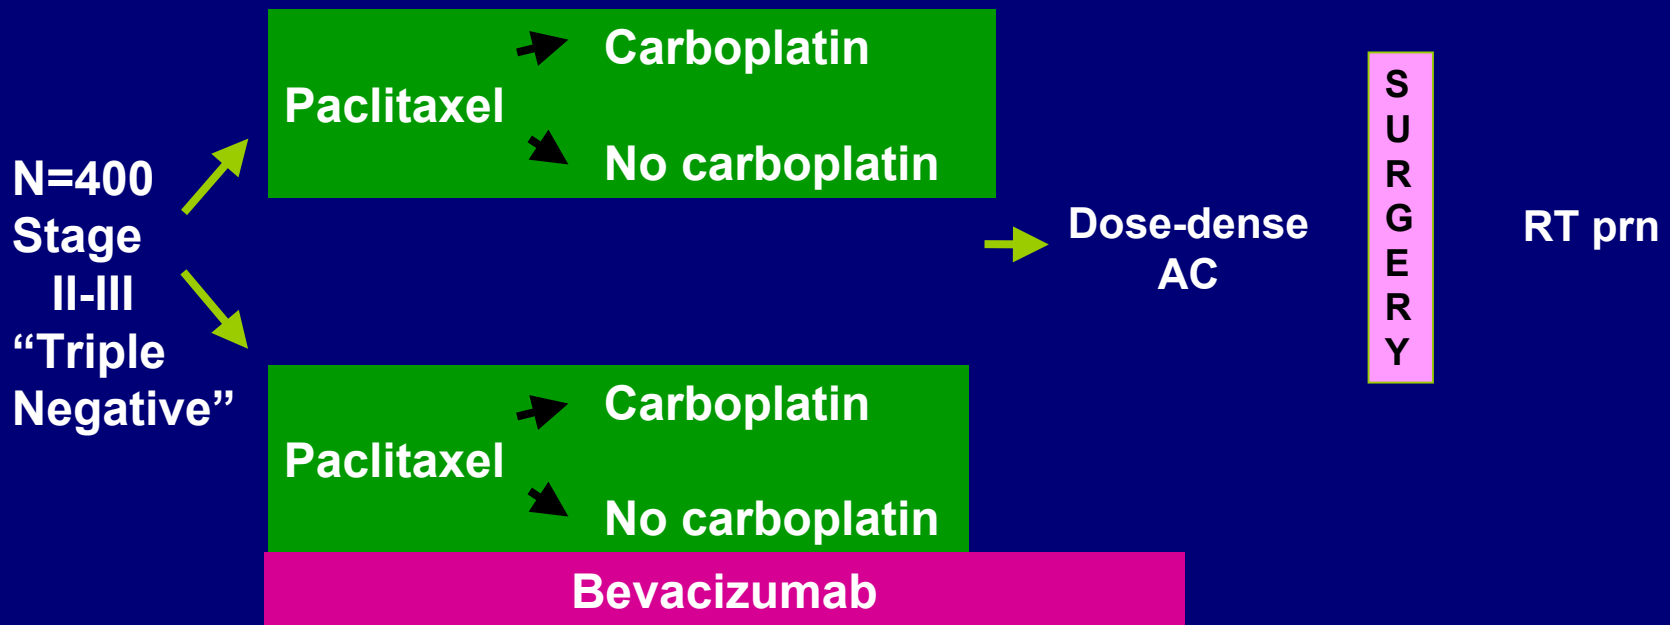 N=400
Stage
II-III
“Triple
Negative”
Paclitaxel
Carboplatin
No carboplatin
Paclitaxel
Carboplatin
No carboplatin
Bevacizumab
Dose-dense
AC
S
U
R
G
E
R
Y
RT prn